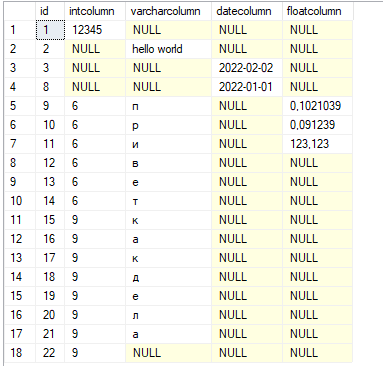 id intcolumn varcharcolumn datecolumn floatcolumn
1 1 12345 NULL NULL NULL
2 2 NULL hello world NULL NULL
3 3 NULL NULL 2022-02-02 NULL
4 8 NULL NULL 2022-01-01 NULL
5 9 6 п NULL 0,1021039
6 10 6 р NULL 0,091239
7 11 6 и NULL 123,123
8 12 6 в NULL NULL
9 13 6 е NULL NULL
10 14 6 т NULL NULL
11 15 9 к NULL NULL
12 16 9 а NULL NULL
13 17 9 к NULL NULL
14 18 9 д NULL NULL
15 19 9 е NULL NULL
16 20 9 л NULL NULL
17 21 9 а NULL NULL
18 22 9 NULL NULL NULL